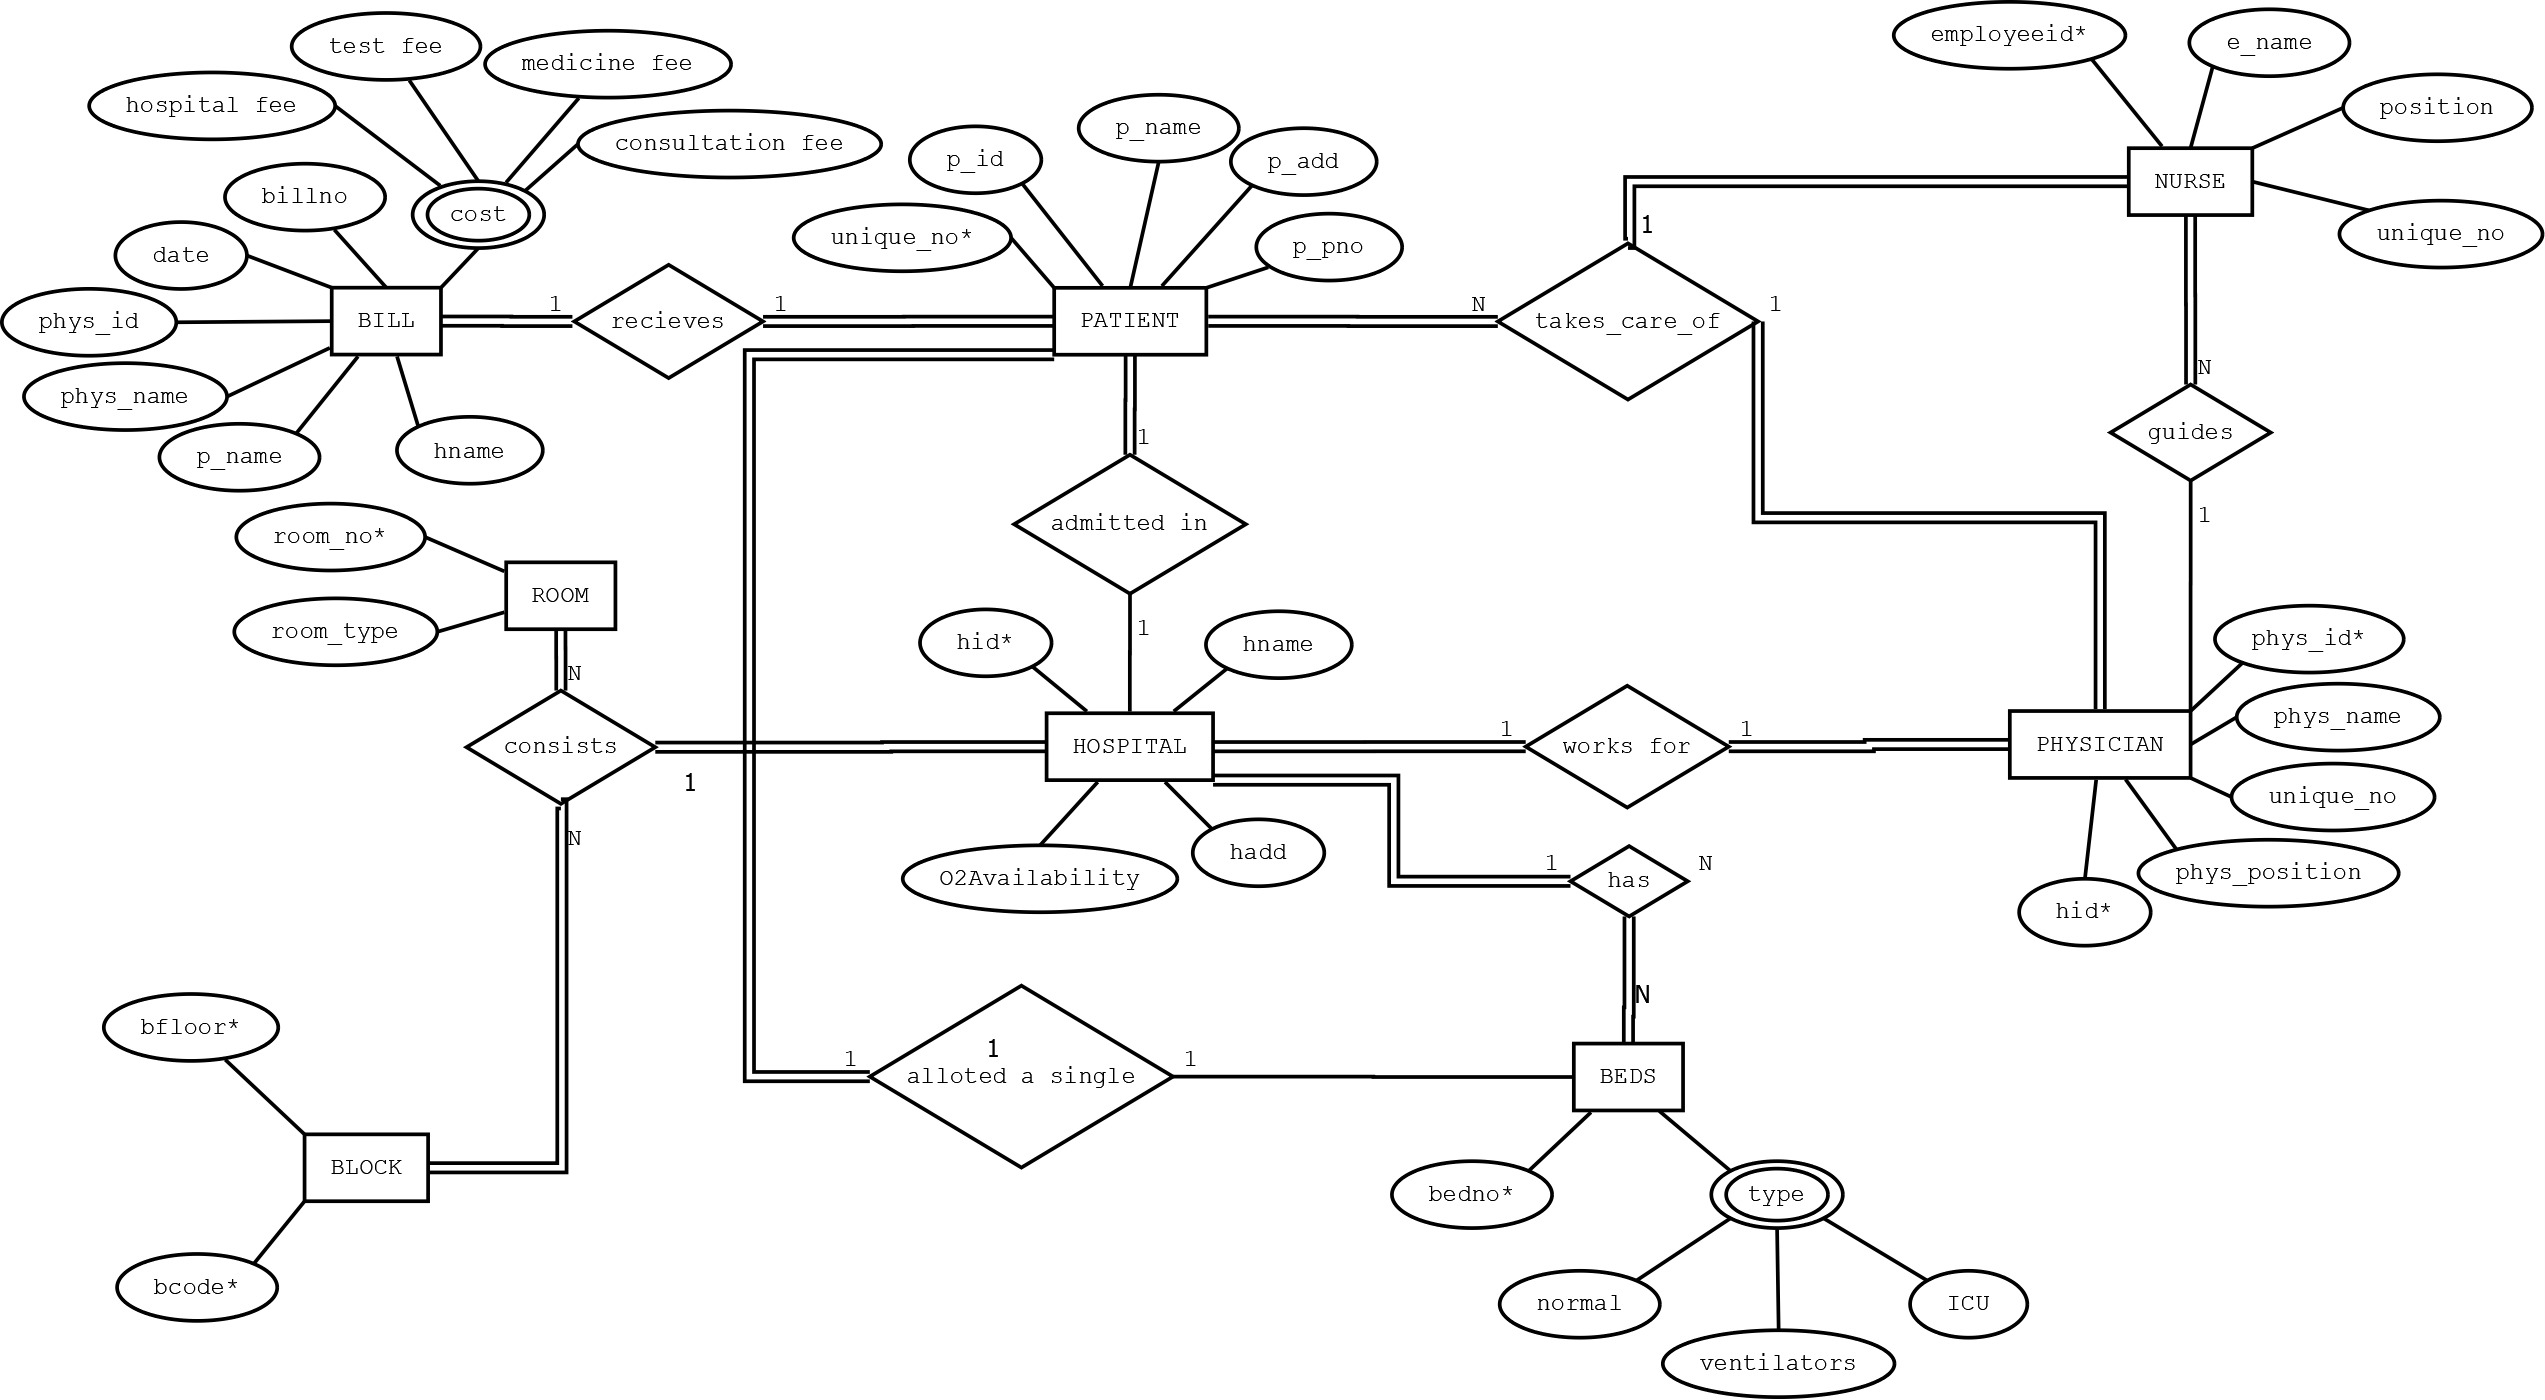 employeeid*
e_name
test fee
medicine fee
hospital fee
position
consultation fee
p_name
p_id
p_add
NURSE
billno
cost
unique_no*
p_pno
1
unique_no
date
1
1
N
1
phys_id
BILL
recieves
PATIENT
takes_care_of
N
phys_name
1
guides
p_name
hname
1
admitted in
room_no*
ROOM
room_type
1
hid*
hname
phys_id*
N
phys_name
1
1
consists
HOSPITAL
works for
PHYSICIAN
1
unique_no
N
hadd
1
N
O2Availability
has
phys_position
hid*
N
bfloor*
1
1
1
alloted a single
BEDS
BLOCK
bedno*
type
bcode*
normal
ICU
ventilators